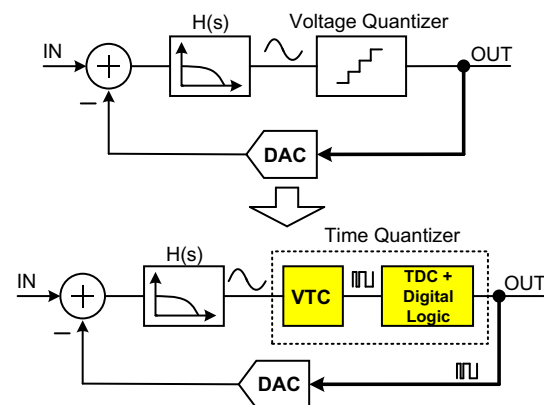 H(s) Voltage Quantizer
IN
OUT
DAC
Time Quantizer
H(s)
IN
VTC
TDC +
Digital
Logic
OUT
DAC